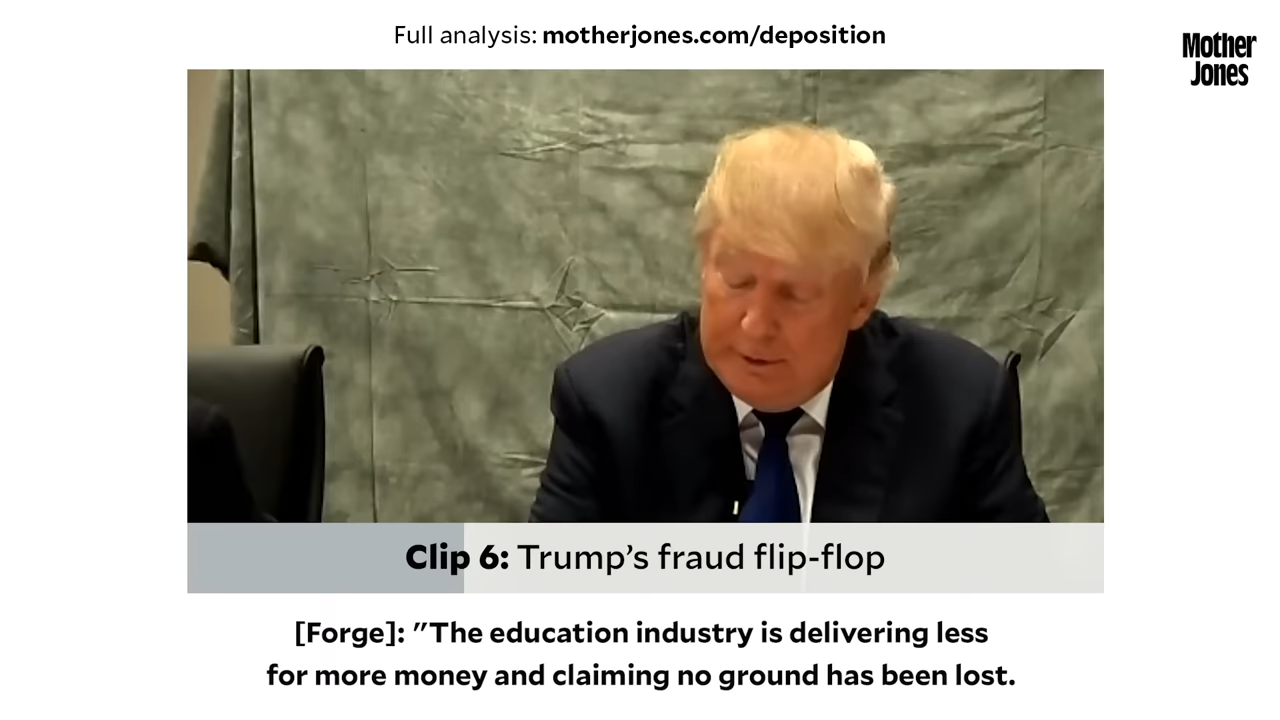 Full analysis: motherjones.com/deposition
Mother
Jones
Clip 6: Trump's fraud flip-flop
[Forge]: "The education industry is delivering less
for more money and claiming no ground has been lost.